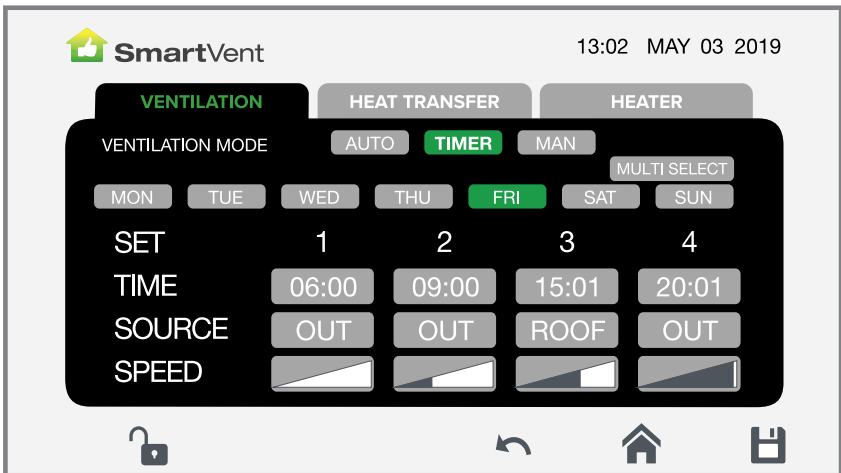 SmartVent 13:02 MAY 03 2019
VENTILATION HEAT TRANSFER HEATER
VENTILATION MODE AUTO TIMER MAN
MULTI SELECT
MON TUE WED THU FRI SAT SUN
SET 1 2 3 4
TIME 06:00 09:00 15:01 20:01
SOURCE OUT OUT ROOF OUT
SPEED